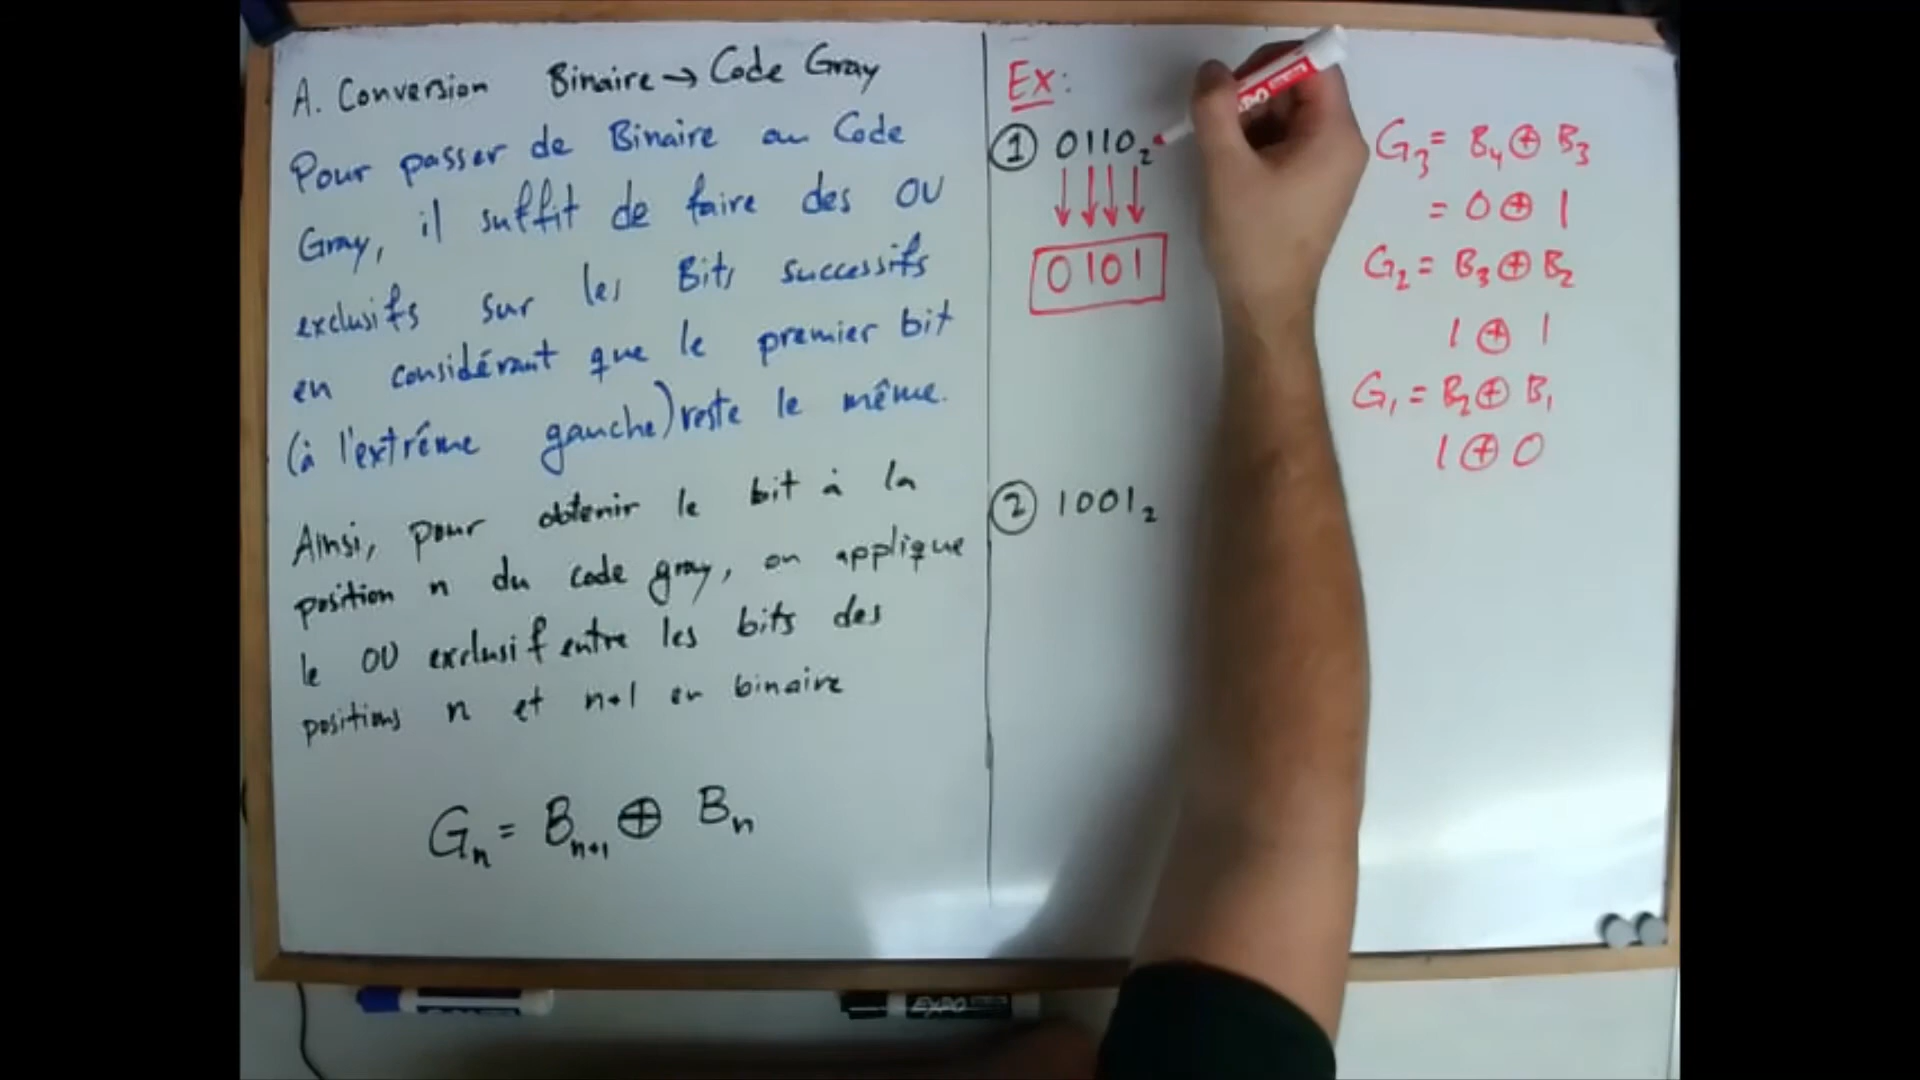 A. Conversion Binaire → Code Gray
Pour passer de Binaire au Code
Gray, il suffit de faire des OU
exclusifs sur les Bits successifs
en considérant que le premier bit
(à l'extrême gauche) reste le même.
Ainsi, pour obtenir le bit à la
position n du code gray, on applique
le OU exclusif entre les bits des
positions n et n+1 en binaire
Gₙ = Bₙ₊₁ ⊕ Bₙ
Ex:
① 0110₂
↓↓↓↓
0101
② 1001₂
G₃ = B₄ ⊕ B₃
= 0 ⊕ 1
G₂ = B₃ ⊕ B₂
1 ⊕ 1
G₁ = B₂ ⊕ B₁
1 ⊕ 0
EXPO